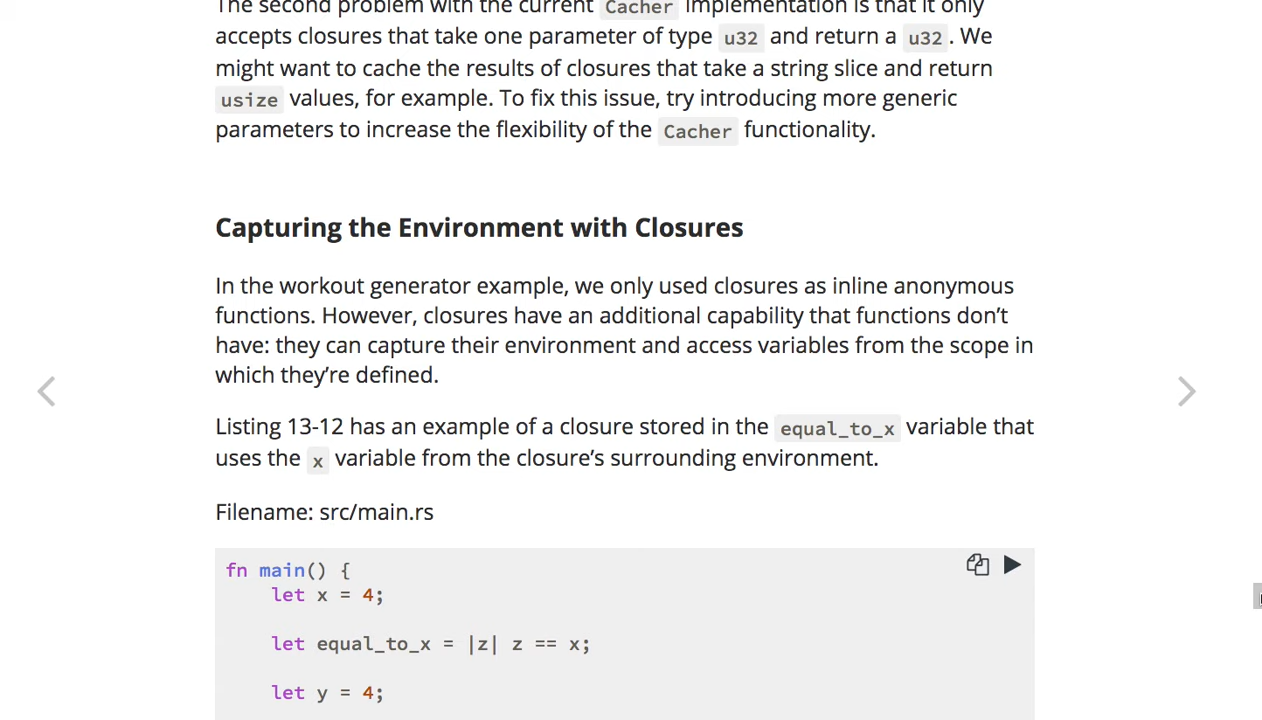 The second problem with the current Cacher implementation is that it only
accepts closures that take one parameter of type u32 and return a u32. We
might want to cache the results of closures that take a string slice and return
usize values, for example. To fix this issue, try introducing more generic
parameters to increase the flexibility of the Cacher functionality.
Capturing the Environment with Closures
In the workout generator example, we only used closures as inline anonymous
functions. However, closures have an additional capability that functions don’t
have: they can capture their environment and access variables from the scope in
which they’re defined.
Listing 13-12 has an example of a closure stored in the equal_to_x variable that
uses the x variable from the closure’s surrounding environment.
Filename: src/main.rs
fn main() {
    let x = 4;
    let equal_to_x = |z| z == x;
    let y = 4;